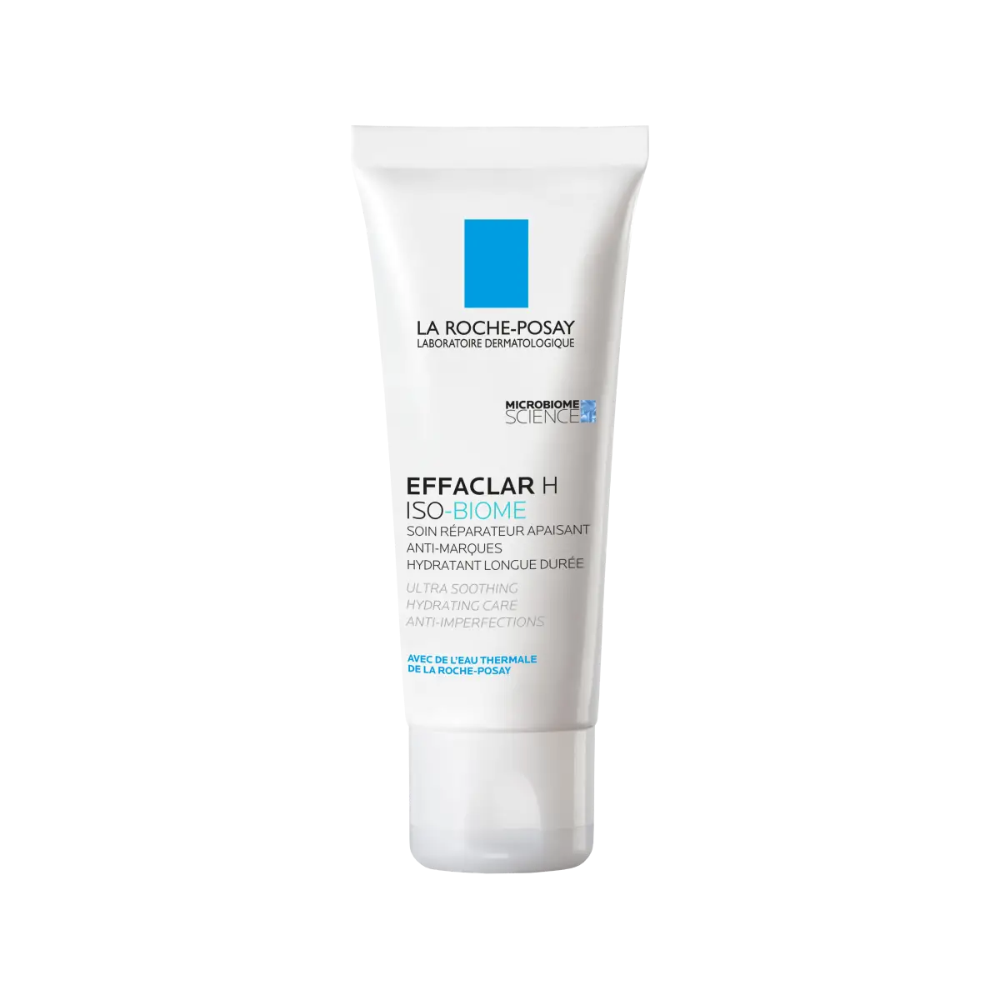 LA ROCHE-POSAY
LABORATOIRE DERMATOLOGIQUE
MICROBIOME
SCIENCE
EFFACLAR H
ISO-BIOME
SOIN RÉPARATEUR APAISANT
ANTI-MARQUES
HYDRATANT LONGUE DURÉE
ULTRA SOOTHING
HYDRATING CARE
ANTI-IMPERFECTIONS
AVEC DE L'EAU THERMALE
DE LA ROCHE-POSAY